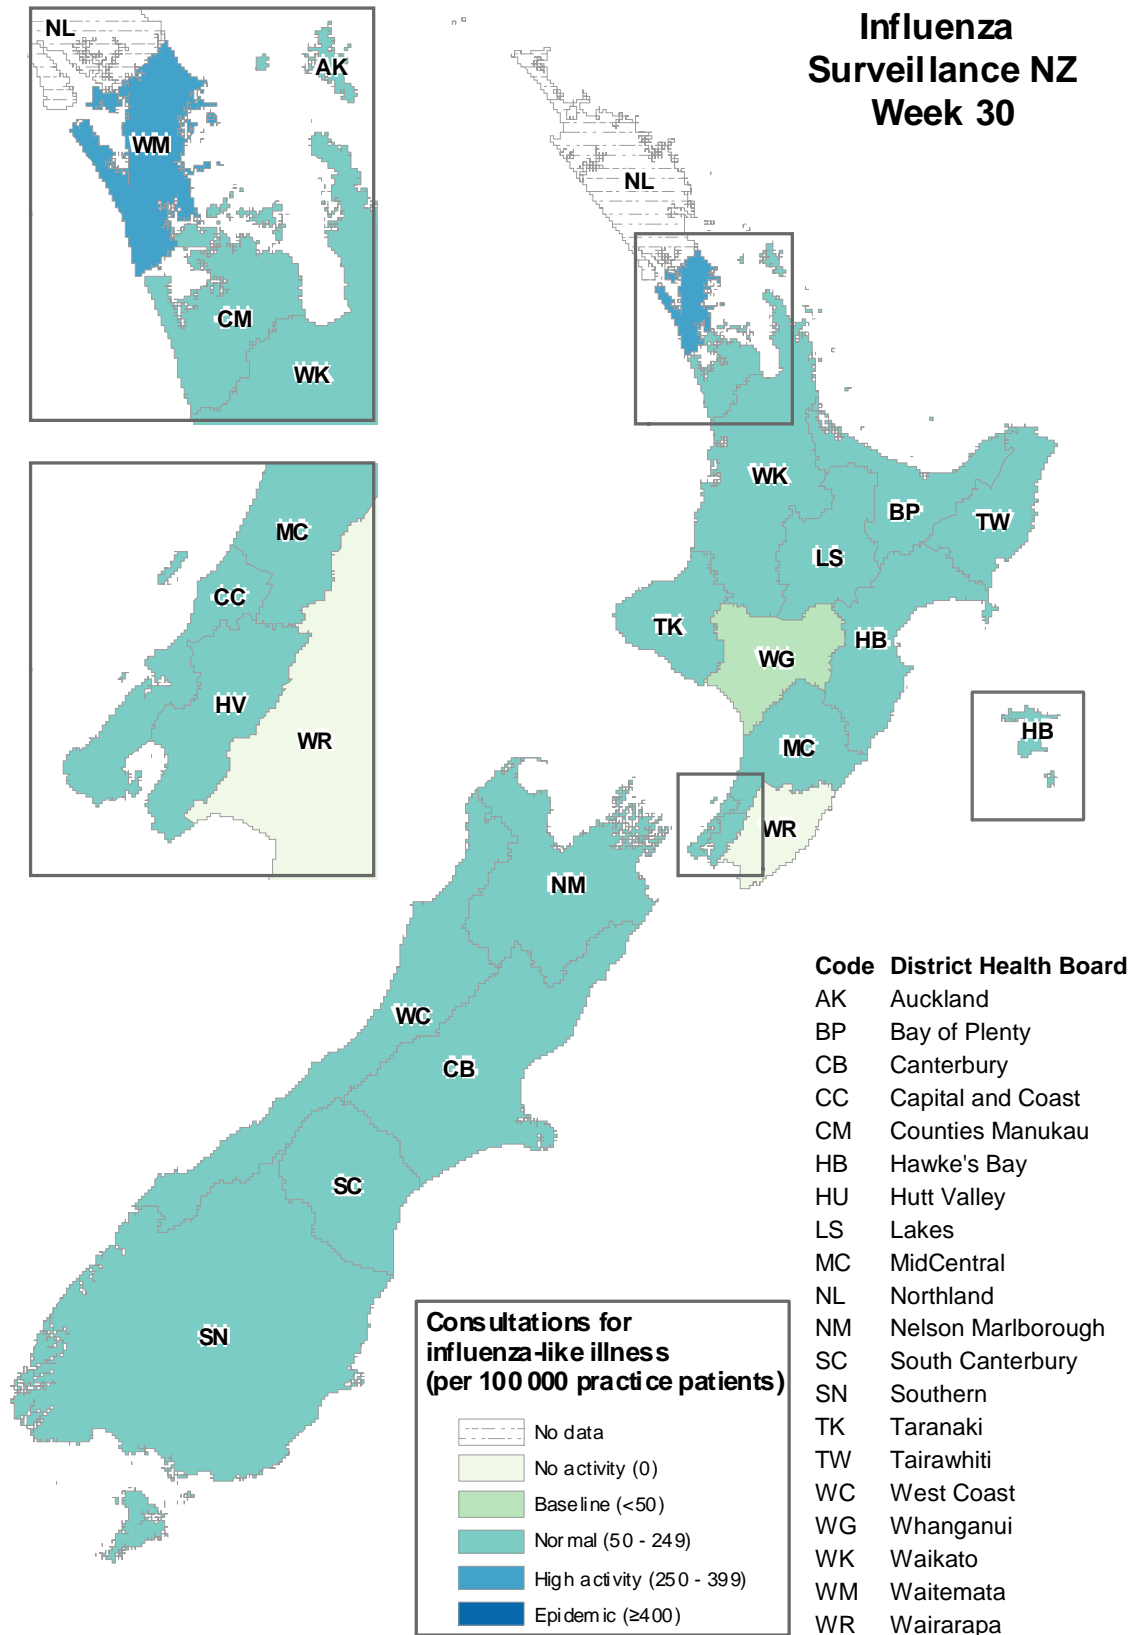 Influenza
Surveillance NZ
Week 30
NL
AK
WM
CM
WK
NL
WK
BP
TW
LS
TK
HB
WG
MC
WR
HB
MC
CC
HV
WR
NM
WC
CB
SC
SN
Code District Health Board
AK Auckland
BP Bay of Plenty
CB Canterbury
CC Capital and Coast
CM Counties Manukau
HB Hawke's Bay
HU Hutt Valley
LS Lakes
MC MidCentral
NL Northland
NM Nelson Marlborough
SC South Canterbury
SN Southern
TK Taranaki
TW Tairawhiti
WC West Coast
WG Whanganui
WK Waikato
WM Waitemata
WR Wairarapa
Consultations for
influenza-like illness
(per 100 000 practice patients)
No data
No activity (0)
Baseline (<50)
Normal (50 - 249)
High activity (250 - 399)
Epidemic (≥400)